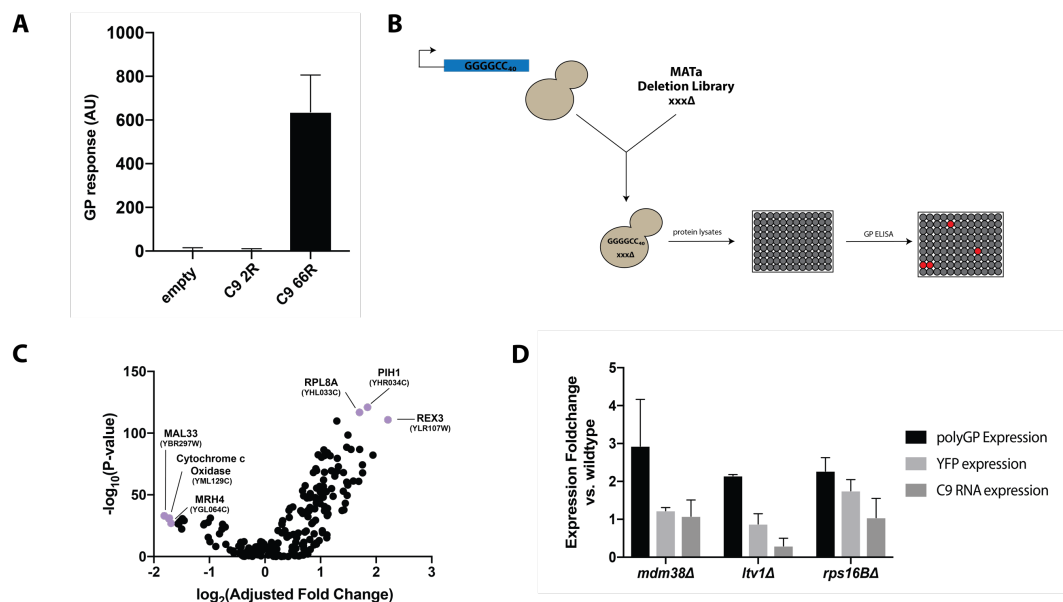 A
1000
800
600
400
200
0
GP response (AU)
empty
C9 2R
C9 66R
B
GGGGCC40
MATa
Deletion Library
xxxΔ
GGGGCC40
xxxΔ
protein lysates
GP ELISA
C
150
100
50
0
-log10(P-value)
-2
-1
0
1
2
3
log2(Adjusted Fold Change)
MAL33
(YBR297W)
Cytochrome c
Oxidase
(YML129C)
MRH4
(YGL064C)
RPL8A
(YHL033C)
PIH1
(YHR034C)
REX3
(YLR107W)
D
5
4
3
2
1
0
Expression Foldchange
vs. wildtype
mdm38Δ
ltv1Δ
rps16BΔ
polyGP Expression
YFP expression
C9 RNA expression